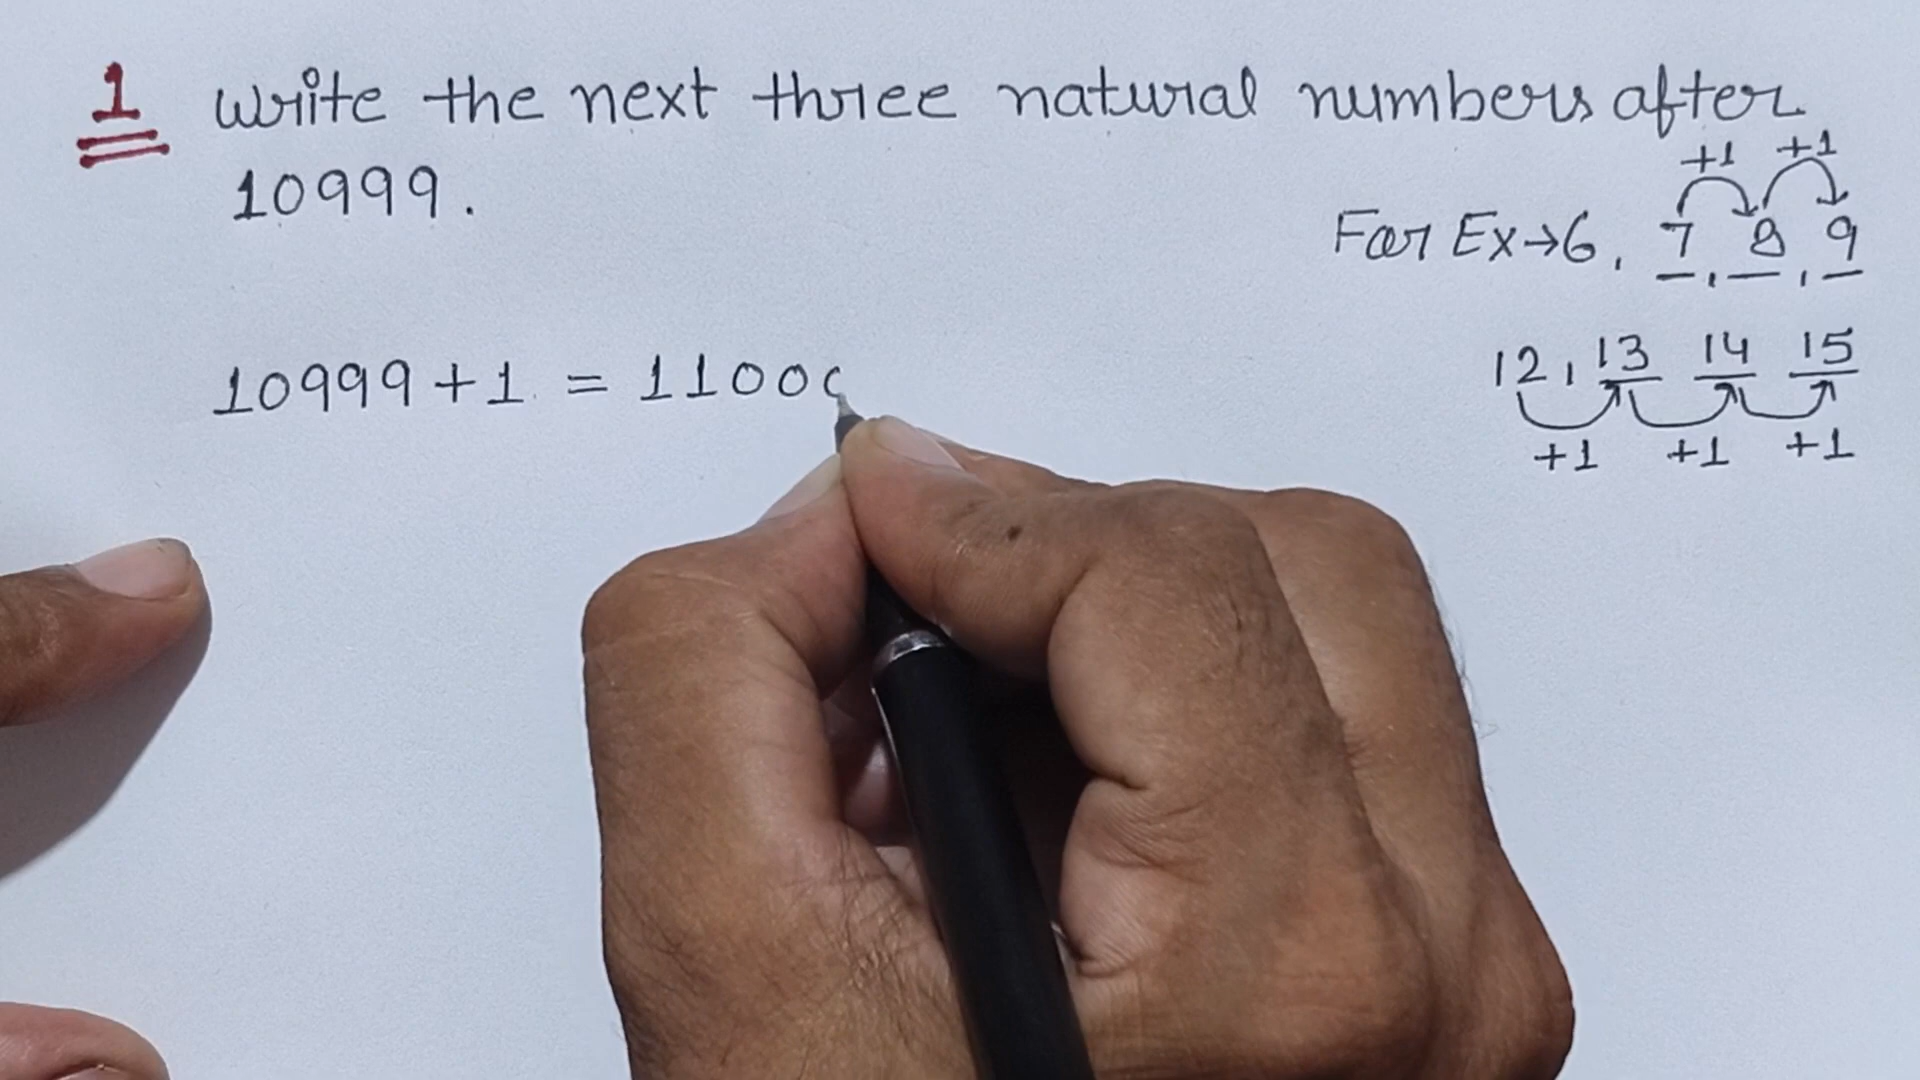 1 Write the next three natural numbers after
10999.
+1 +1
For Ex→6, 7, 8, 9
10999+1 = 1100
12, 13 14 15
+1 +1 +1